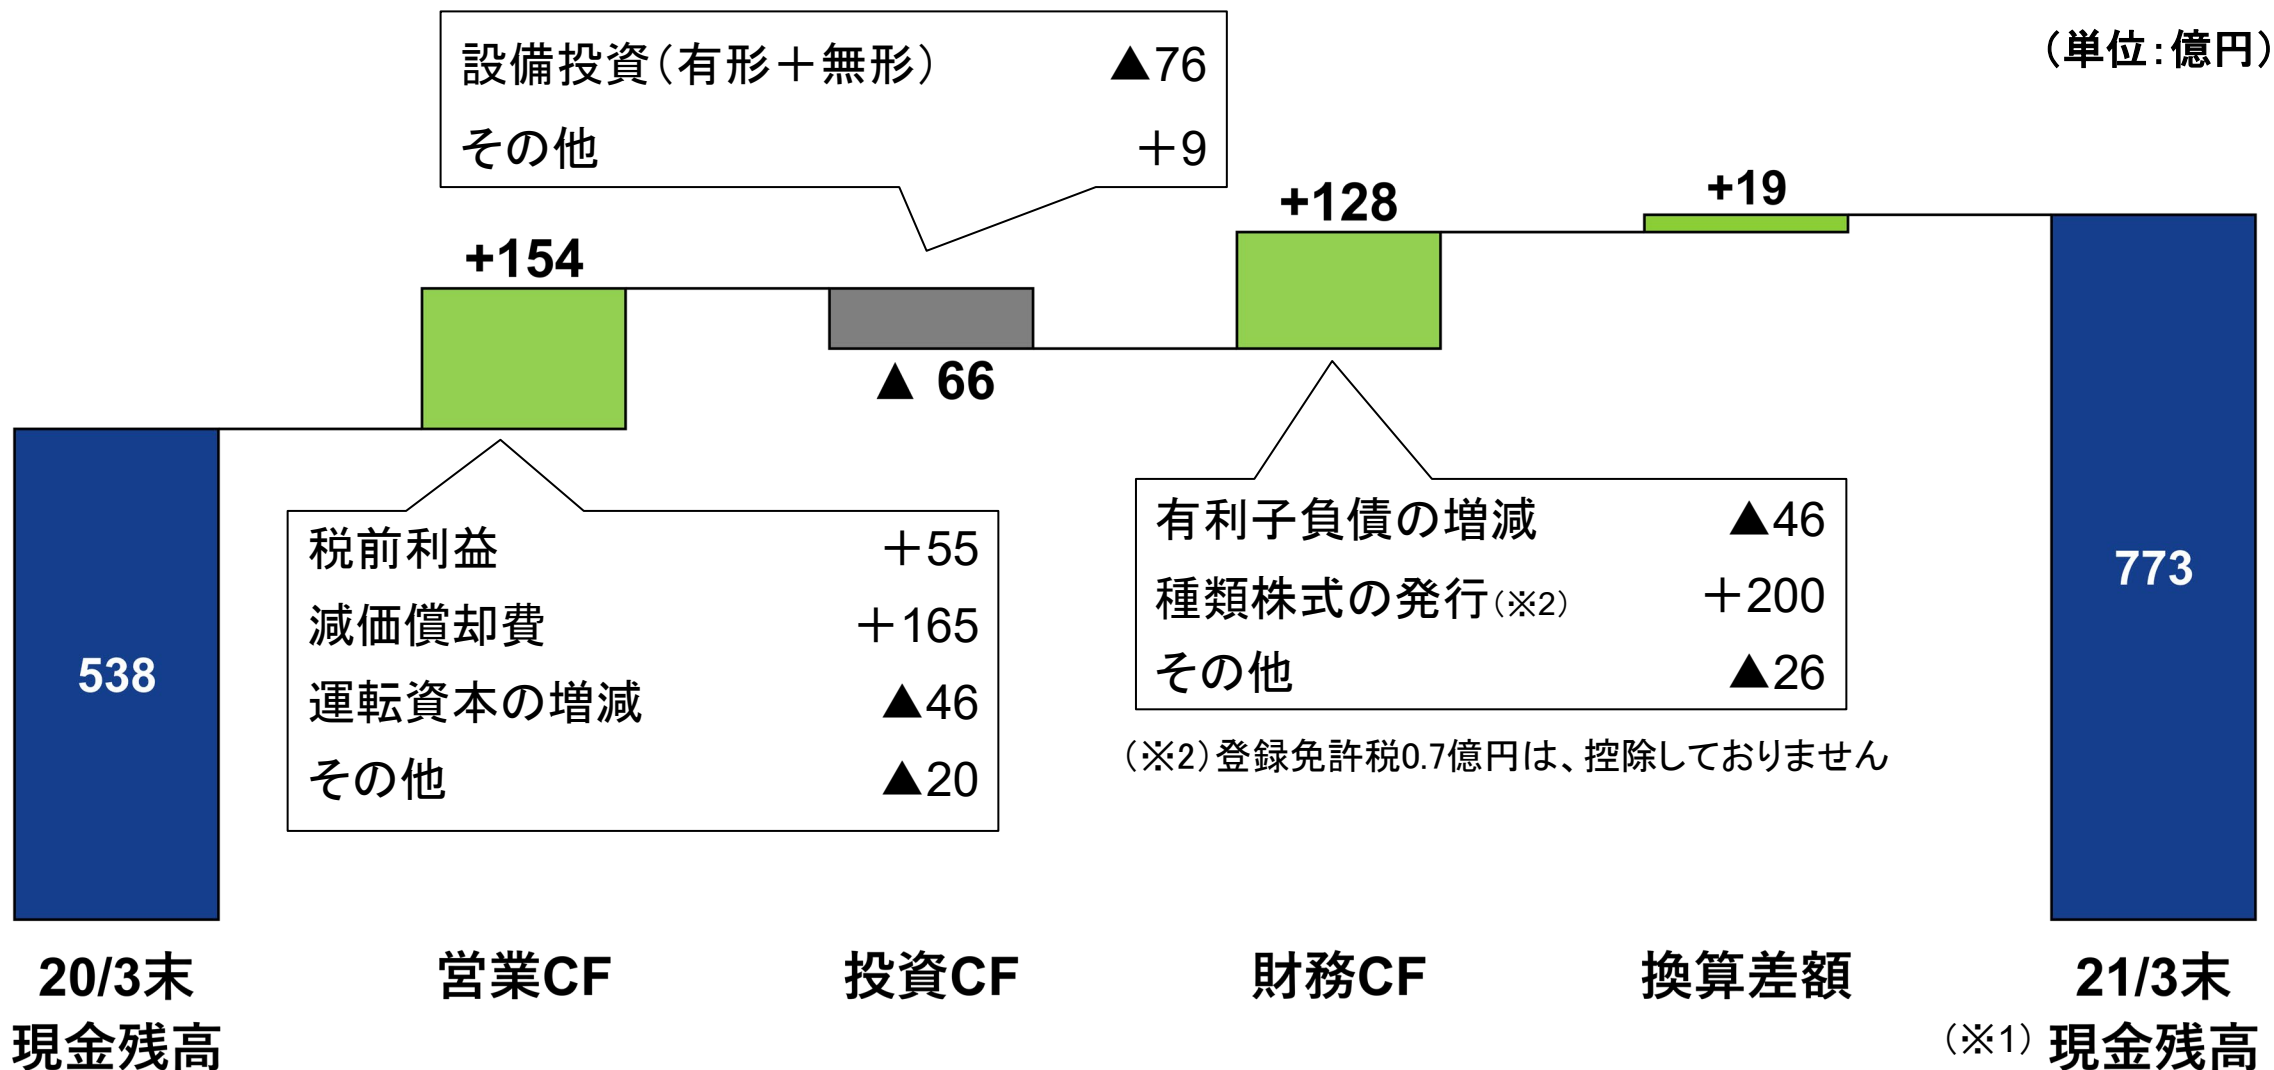 (単位:億円)
設備投資(有形+無形) ▲76
その他 +9
+154
▲ 66
+128
+19
538
773
税前利益 +55
減価償却費 +165
運転資本の増減 ▲46
その他 ▲20
有利子負債の増減 ▲46
種類株式の発行(※2) +200
その他 ▲26
(※2)登録免許税0.7億円は、控除しておりません
20/3末
現金残高
営業CF
投資CF
財務CF
換算差額
21/3末
(※1) 現金残高